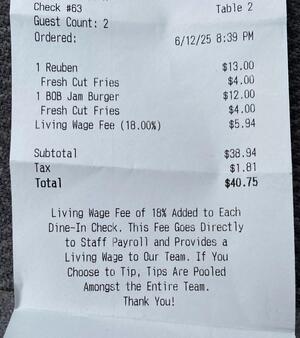 Check #63 Table 2
Guest Count: 2
Ordered: 6/12/25 8:39 PM
1 Reuben $13.00
Fresh Cut Fries $4.00
1 BOB Jam Burger $12.00
Fresh Cut Fries $4.00
Living Wage Fee (18.00%) $5.94
Subtotal $38.94
Tax $1.81
Total $40.75
Living Wage Fee of 18% Added to Each
Dine-In Check. This Fee Goes Directly
to Staff Payroll and Provides a
Living Wage to Our Team. If You
Choose to Tip, Tips Are Pooled
Amongst the Entire Team.
Thank You!